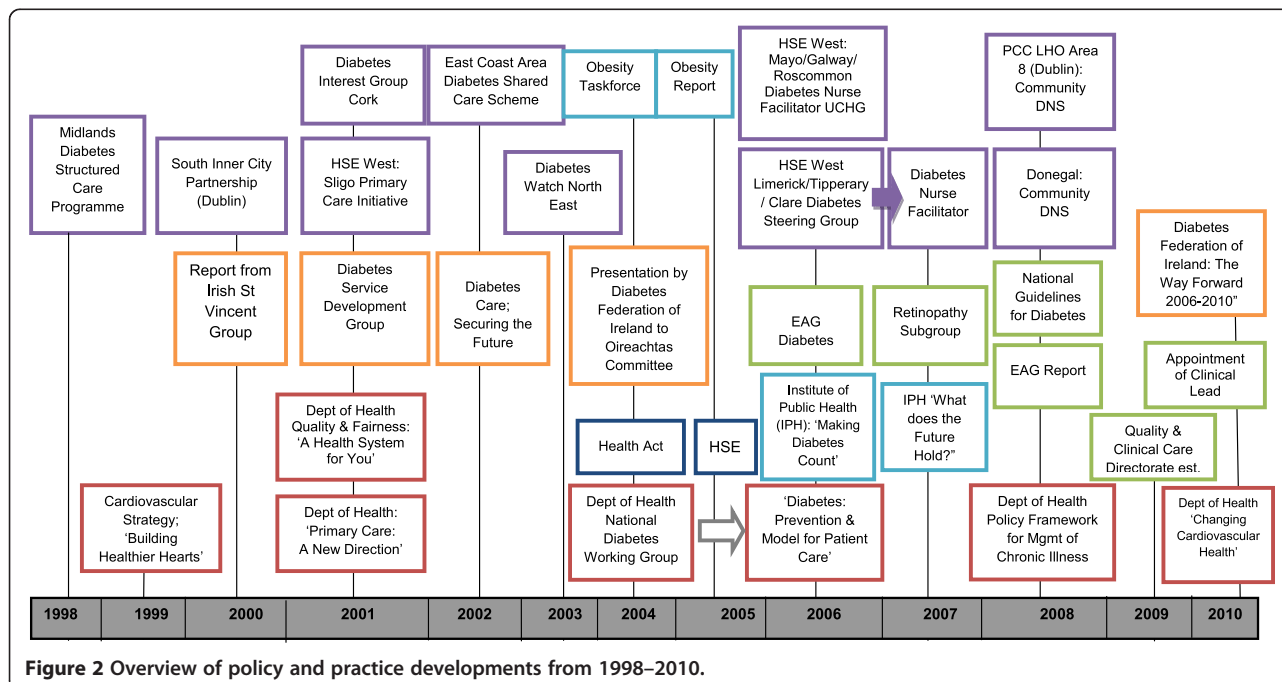 Diabetes
Interest Group
Cork
East Coast Area
Diabetes Shared
Care Scheme
Obesity
Taskforce
Obesity
Report
HSE West:
Mayo/Galway/
Roscommon
Diabetes Nurse
Facilitator UCHG
PCC LHO Area
8 (Dublin):
Community
DNS
Midlands
Diabetes
Structured
Care
Programme
South Inner City
Partnership
(Dublin)
HSE West:
Sligo Primary
Care Initiative
Diabetes
Watch North
East
HSE West
Limerick/Tipperary
/ Clare Diabetes
Steering Group
Diabetes
Nurse
Facilitator
Donegal:
Community
DNS
Diabetes
Federation of
Ireland: The
Way Forward
2006-2010”
Report from
Irish St
Vincent Group
Diabetes
Service
Development
Group
Diabetes
Care;
Securing the
Future
Presentation by
Diabetes
Federation of
Ireland to
Oireachtas
Committee
EAG
Diabetes
Retinopathy
Subgroup
National
Guidelines
for Diabetes
EAG Report
Appointment
of Clinical
Lead
Dept of Health
Quality & Fairness:
‘A Health System
for You’
Health Act
HSE
Institute of
Public Health
(IPH): ‘Making
Diabetes
Count’
IPH ‘What
does the
Future
Hold?”
Quality &
Clinical Care
Directorate est.
Cardiovascular
Strategy;
‘Building
Healthier Hearts’
Dept of Health:
‘Primary Care:
A New Direction’
Dept of Health
National
Diabetes
Working Group
‘Diabetes:
Prevention &
Model for Patient
Care’
Dept of Health
Policy Framework
for Mgmt of
Chronic Illness
Dept of Health
‘Changing
Cardiovascular
Health’
1998 1999 2000 2001 2002 2003 2004 2005 2006 2007 2008 2009 2010
Figure 2 Overview of policy and practice developments from 1998–2010.